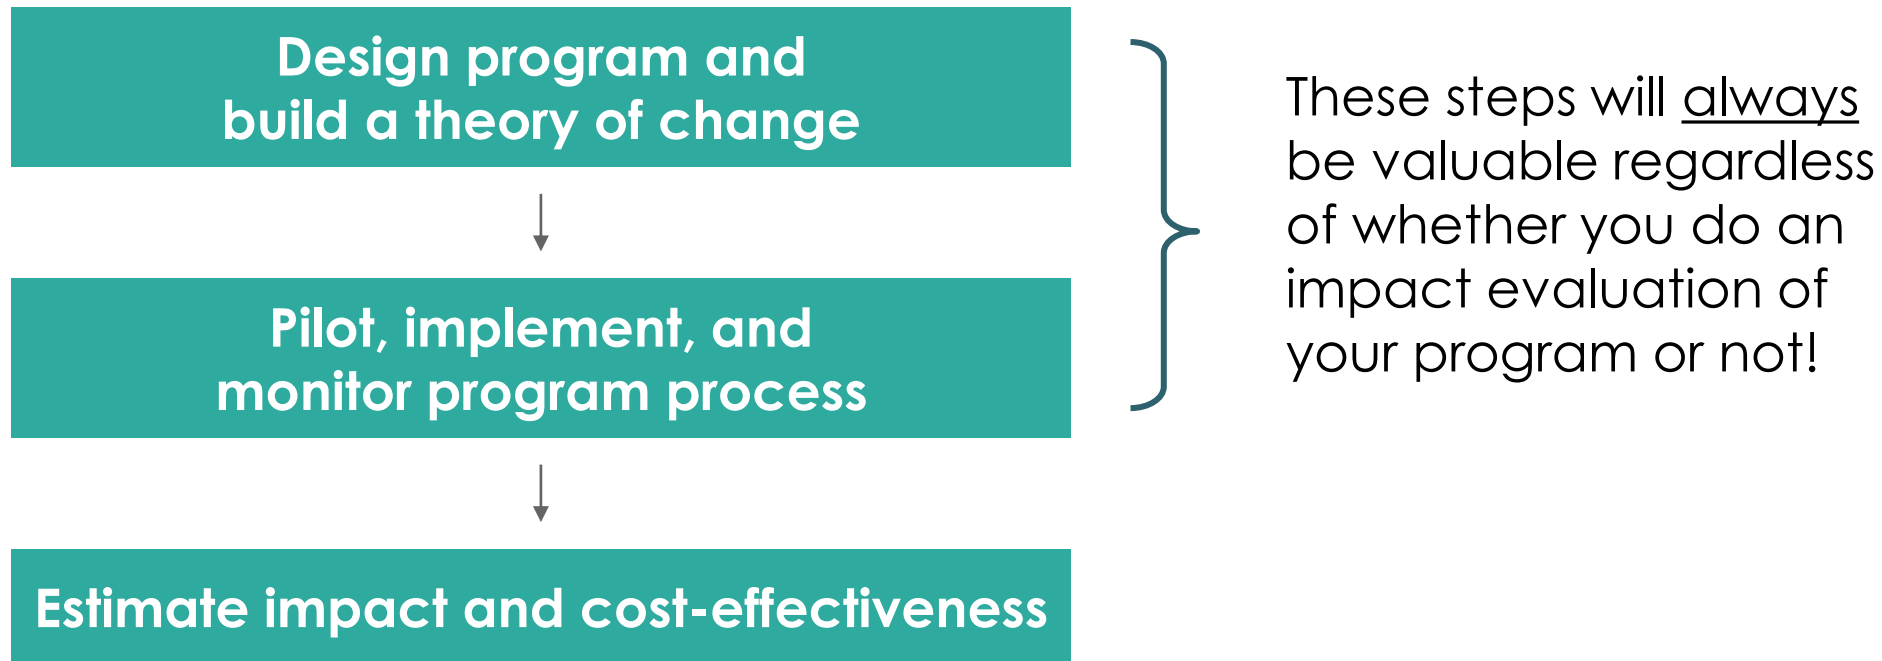 Design program and
build a theory of change
Pilot, implement, and
monitor program process
Estimate impact and cost-effectiveness
These steps will always
be valuable regardless
of whether you do an
impact evaluation of
your program or not!